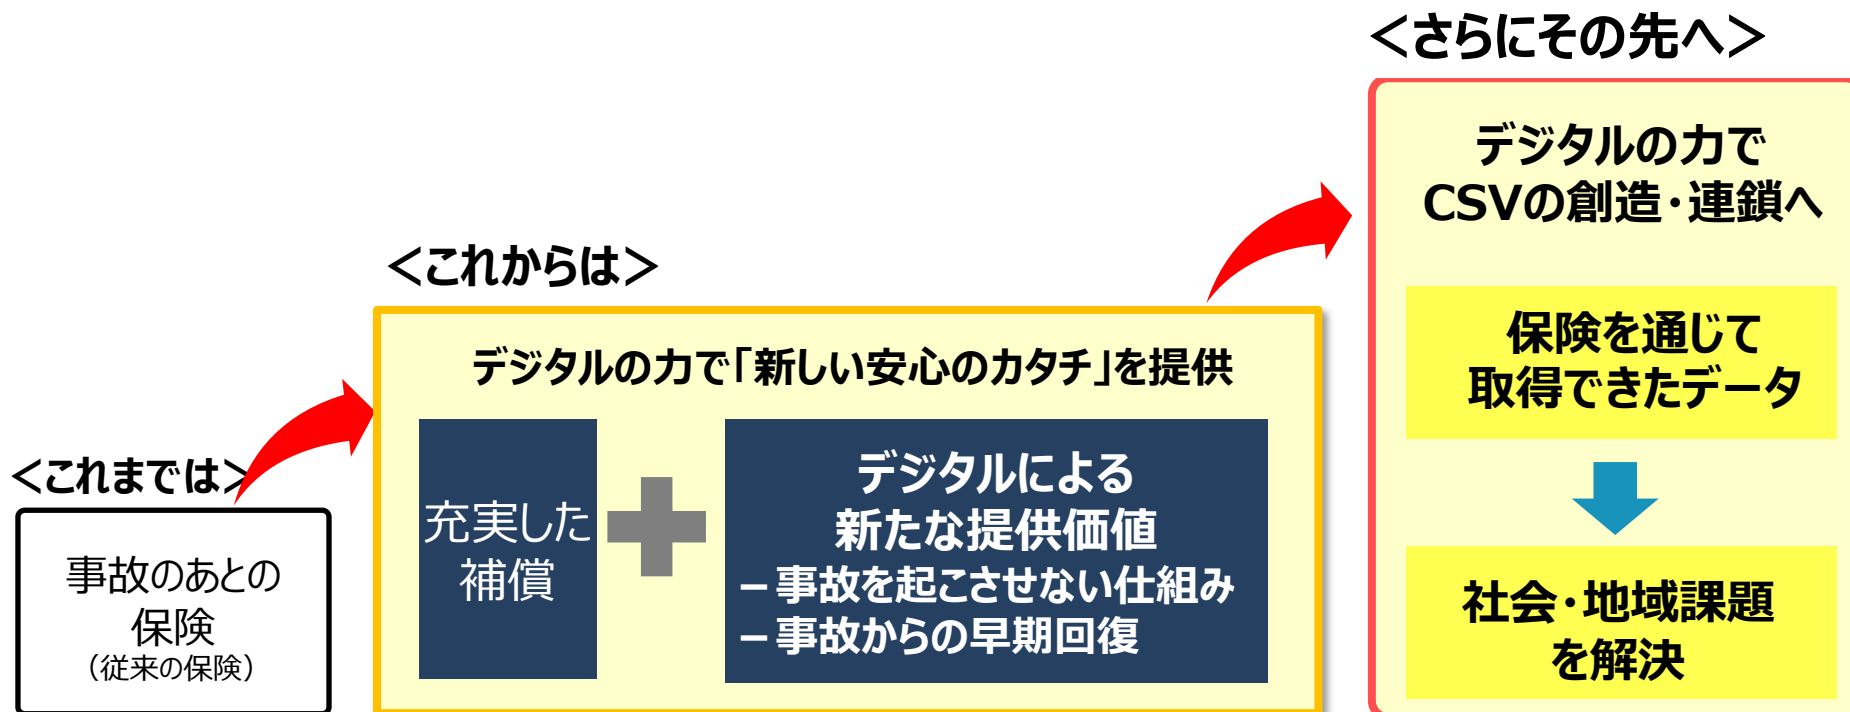 ＜これまでは＞
事故のあとの
保険
（従来の保険）
＜これからは＞
デジタルの力で「新しい安心のカタチ」を提供
充実した
補償
デジタルによる
新たな提供価値
－事故を起こさせない仕組み
－事故からの早期回復
＜さらにその先へ＞
デジタルの力で
CSVの創造・連鎖へ
保険を通じて
取得できたデータ
社会・地域課題
を解決